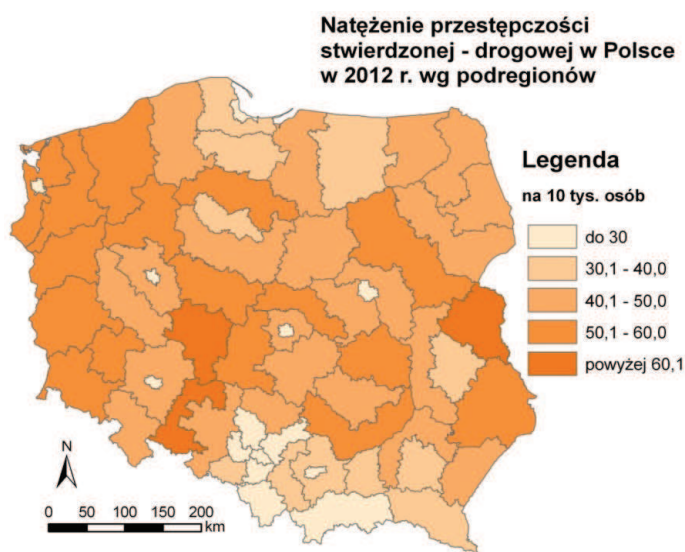 Natężenie przestępczości
stwierdzonej - drogowej w Polsce
w 2012 r. wg podregionów
Legenda
na 10 tys. osób
do 30
30,1 - 40,0
40,1 - 50,0
50,1 - 60,0
powyżej 60,1
N
0 50 100 150 200
km